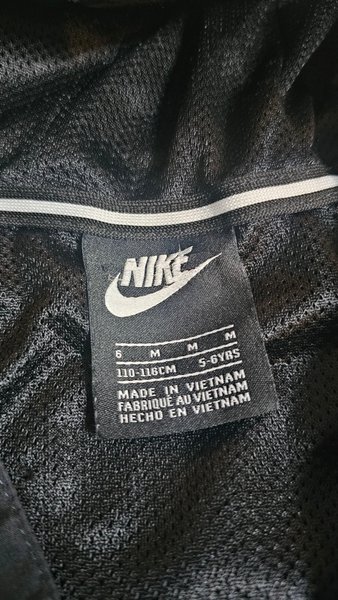 NIKE
6 M M M
110-116CM 5-6YRS
MADE IN VIETNAM
FABRIQUÉ AU VIETNAM
HECHO EN VIETNAM